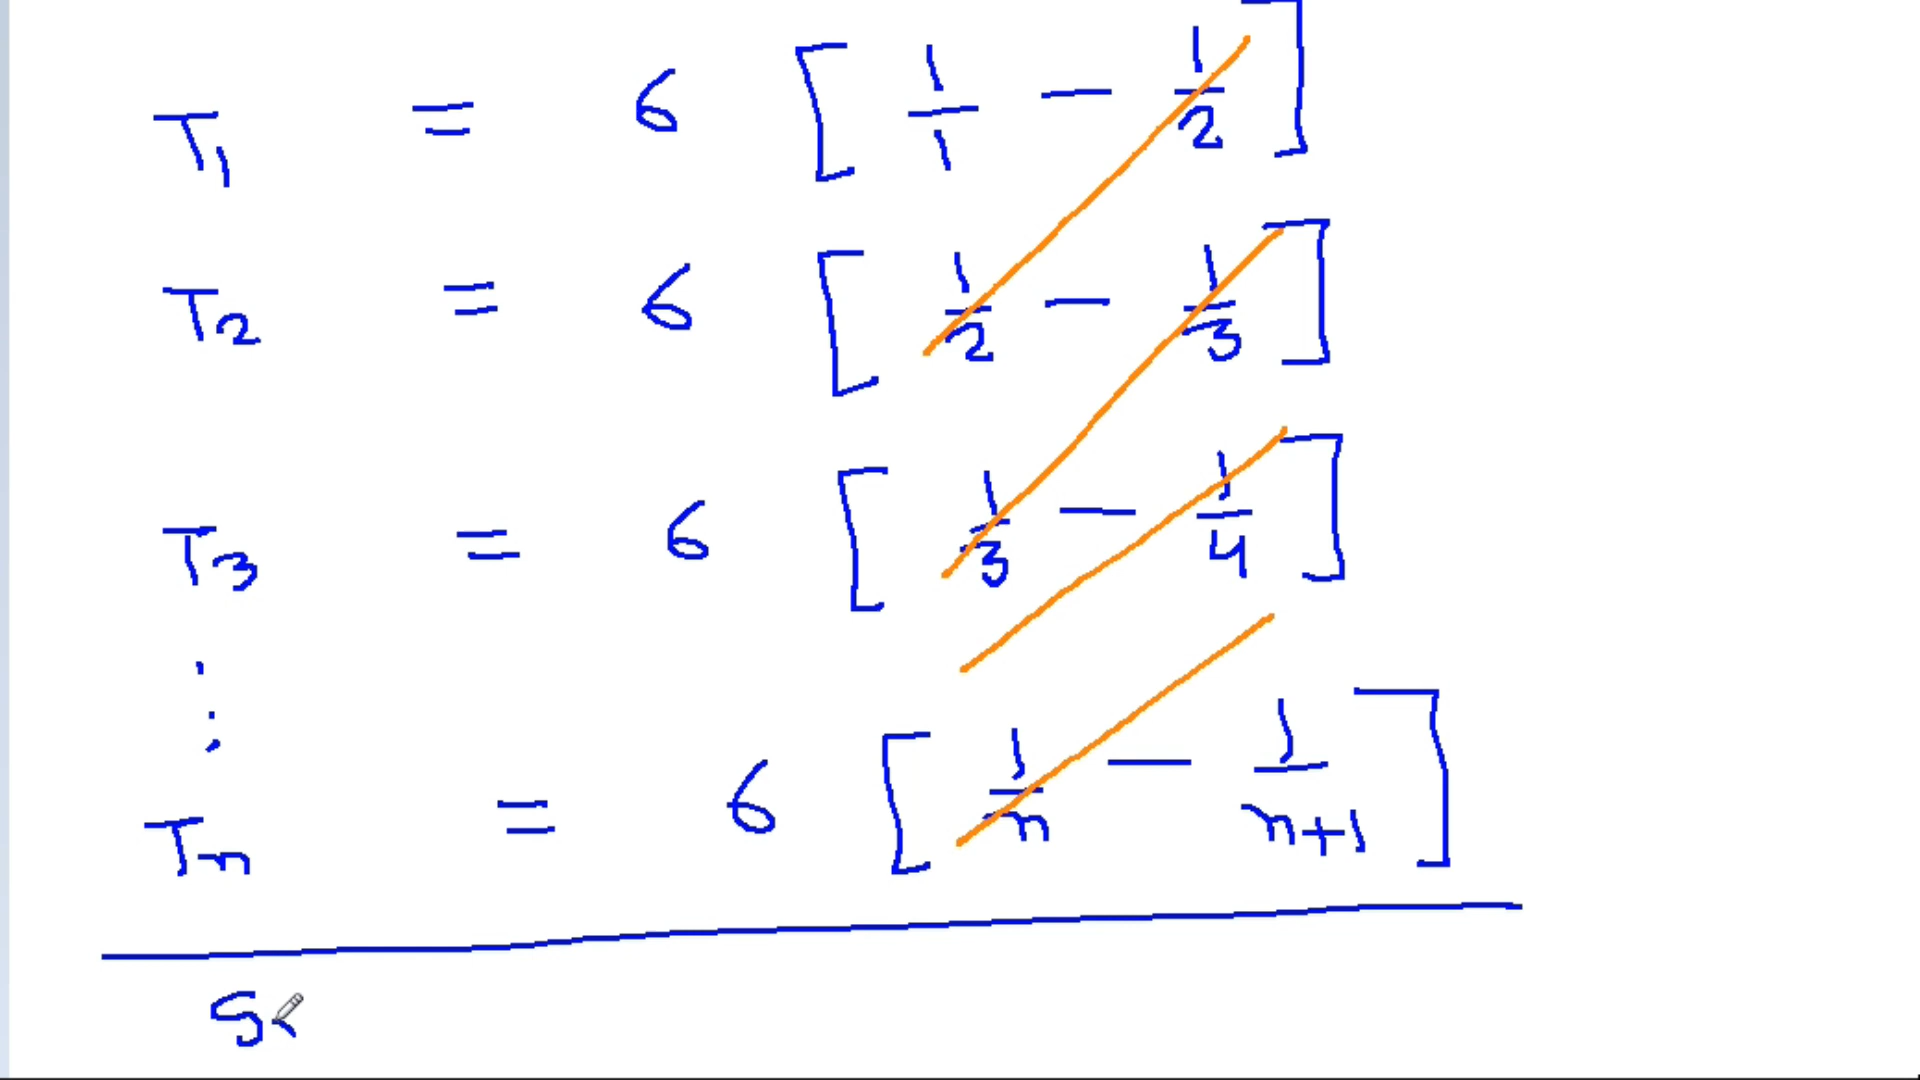 T₁ = 6 [ 1/1 − 1/2 ]
T₂ = 6 [ 1/2 − 1/3 ]
T₃ = 6 [ 1/3 − 1/4 ]
⋮
Tₙ = 6 [ 1/n − 1/(n+1) ]
S